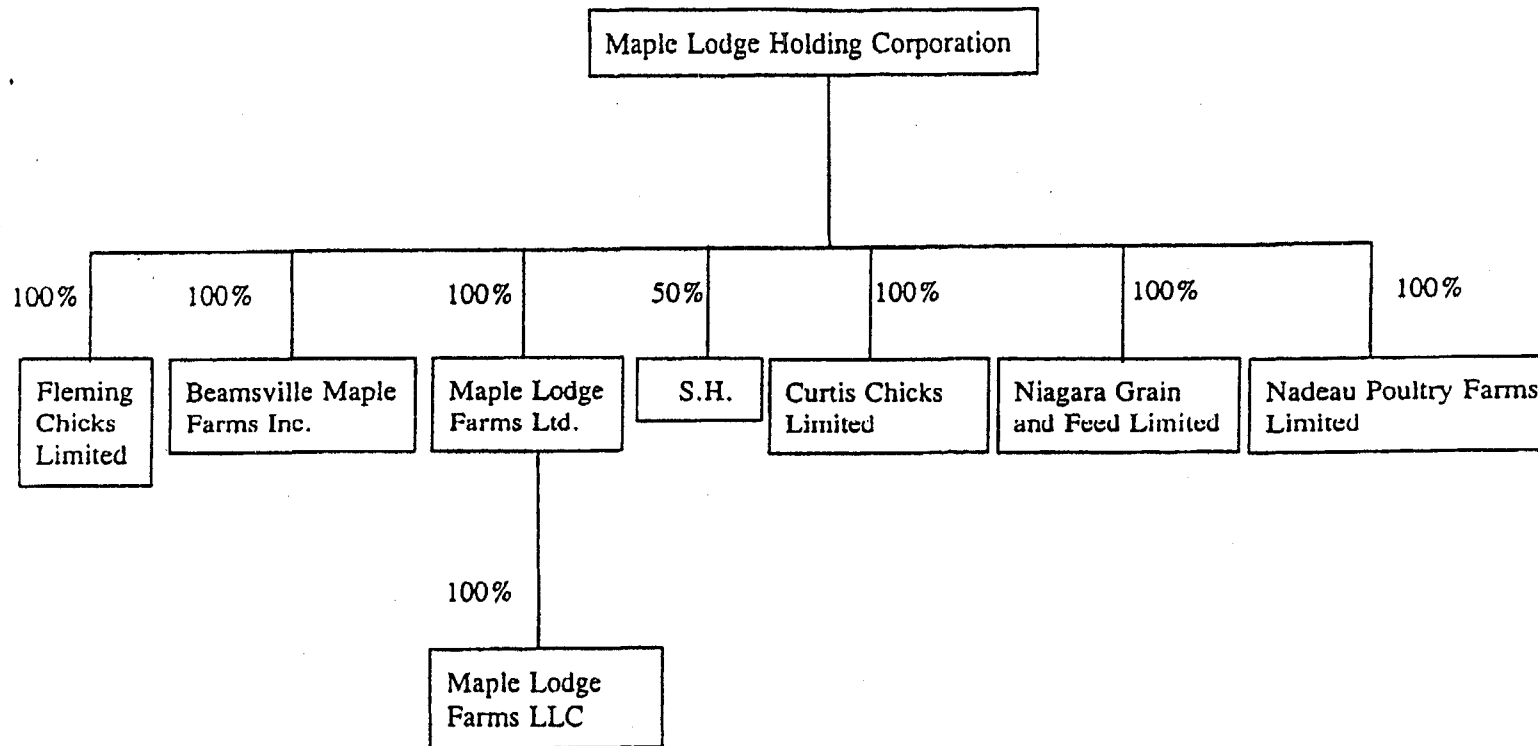 Maple Lodge Holding Corporation
100%
100%
100%
50%
100%
100%
100%
Fleming
Chicks
Limited
Beamsville Maple
Farms Inc.
Maple Lodge
Farms Ltd.
S.H.
Curtis Chicks
Limited
Niagara Grain
and Feed Limited
Nadeau Poultry Farms
Limited
100%
Maple Lodge
Farms LLC